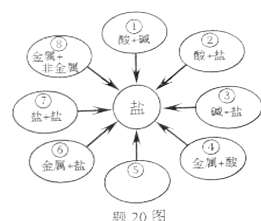 ①
酸+碱
②
酸+盐
③
碱+盐
④
金属+酸
⑤
⑥
金属+盐
⑦
盐+盐
⑧
金属+
非金属
盐
题20图